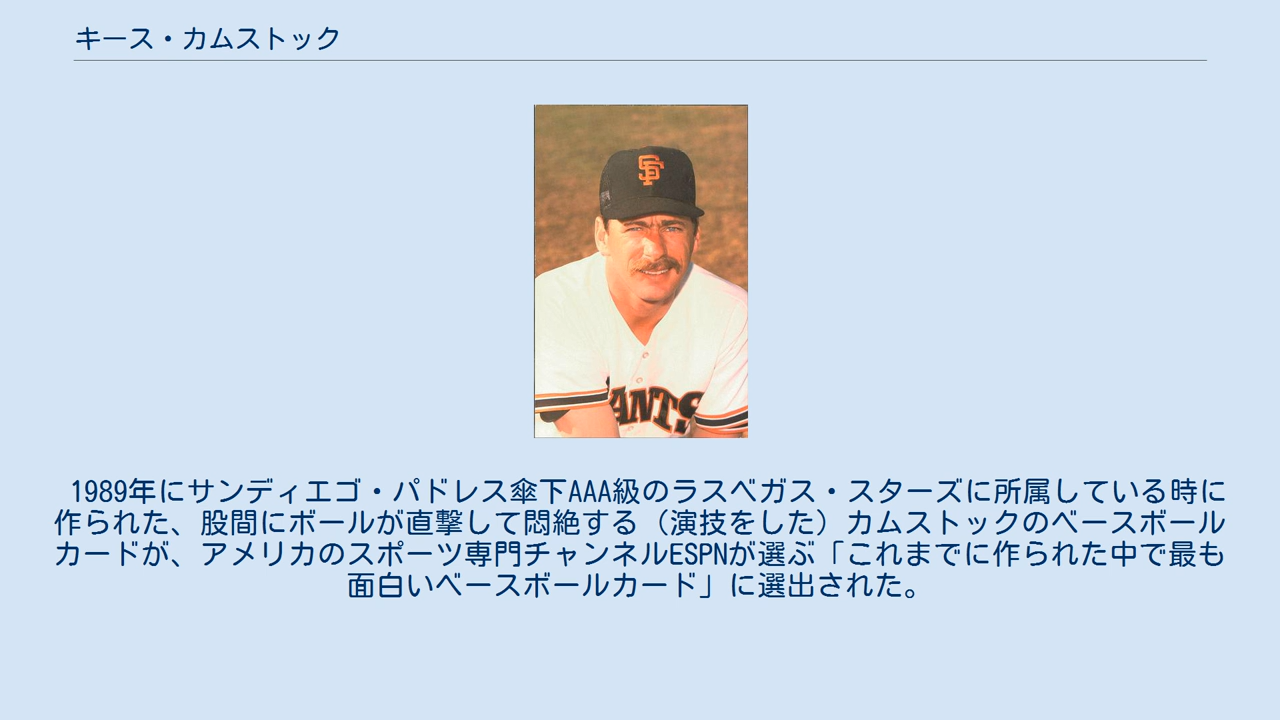 キース・カムストック
SF
ANTS
1989年にサンディエゴ・パドレス傘下AAA級のラスベガス・スターズに所属している時に
作られた、股間にボールが直撃して悶絶する（演技をした）カムストックのベースボール
カードが、アメリカのスポーツ専門チャンネルESPNが選ぶ「これまでに作られた中で最も
面白いベースボールカード」に選出された。